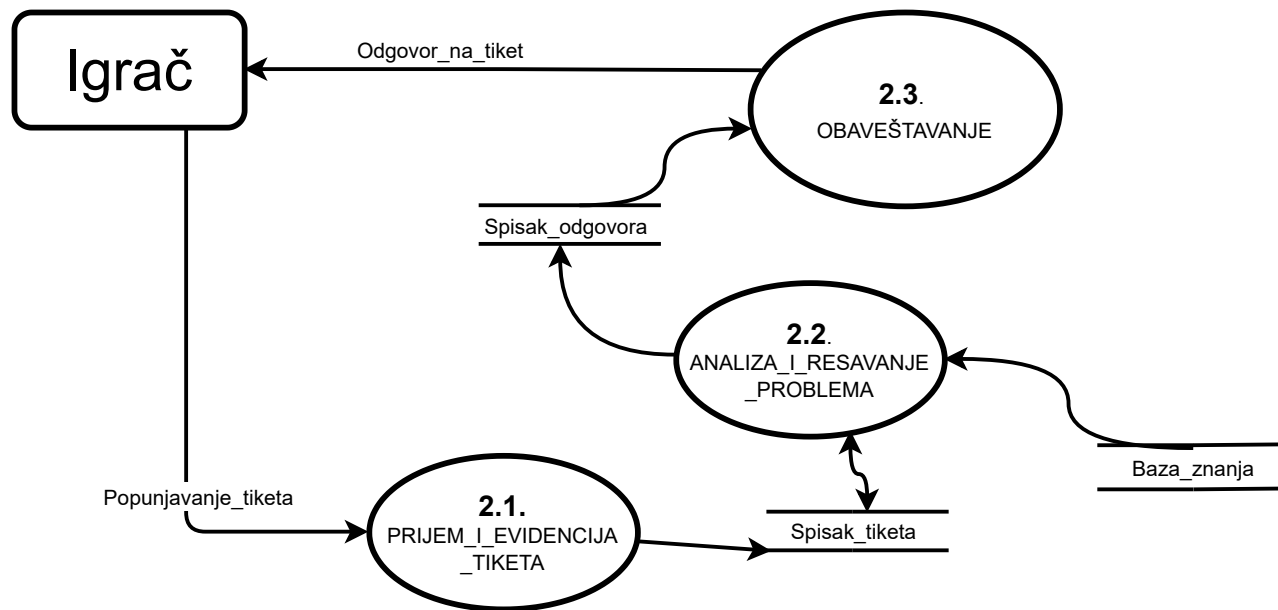 Igrač
Odgovor_na_tiket
2.3.
OBAVEŠTAVANJE
Spisak_odgovora
2.2.
ANALIZA_I_RESAVANJE
_PROBLEMA
Baza_znanja
Popunjavanje_tiketa
2.1.
PRIJEM_I_EVIDENCIJA
_TIKETA
Spisak_tiketa